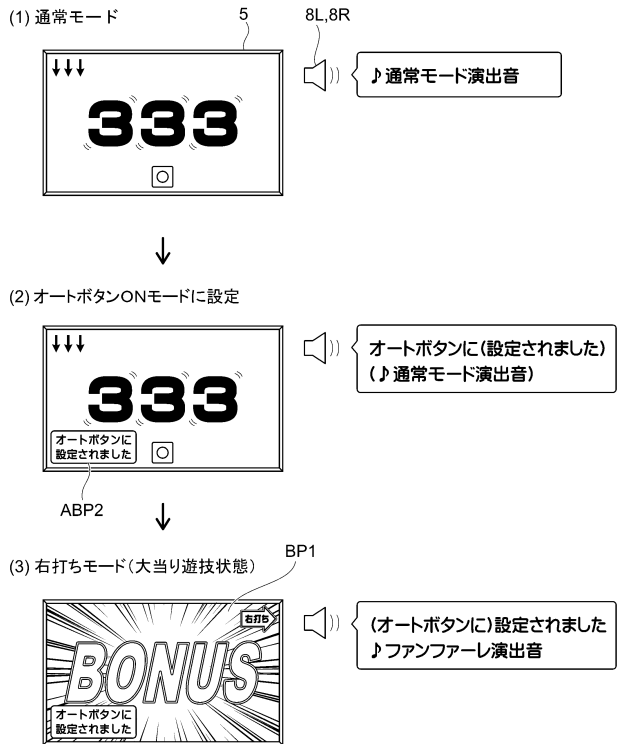 (1) 通常モード
5
8L,8R
↓↓↓
333
♪通常モード演出音
(2) オートボタンONモードに設定
↓↓↓
333
オートボタンに
設定されました
オートボタンに(設定されました)
(♪通常モード演出音)
ABP2
(3) 右打ちモード(大当り遊技状態)
BP1
右打ち
BONUS
オートボタンに
設定されました
(オートボタンに)設定されました
♪ファンファーレ演出音